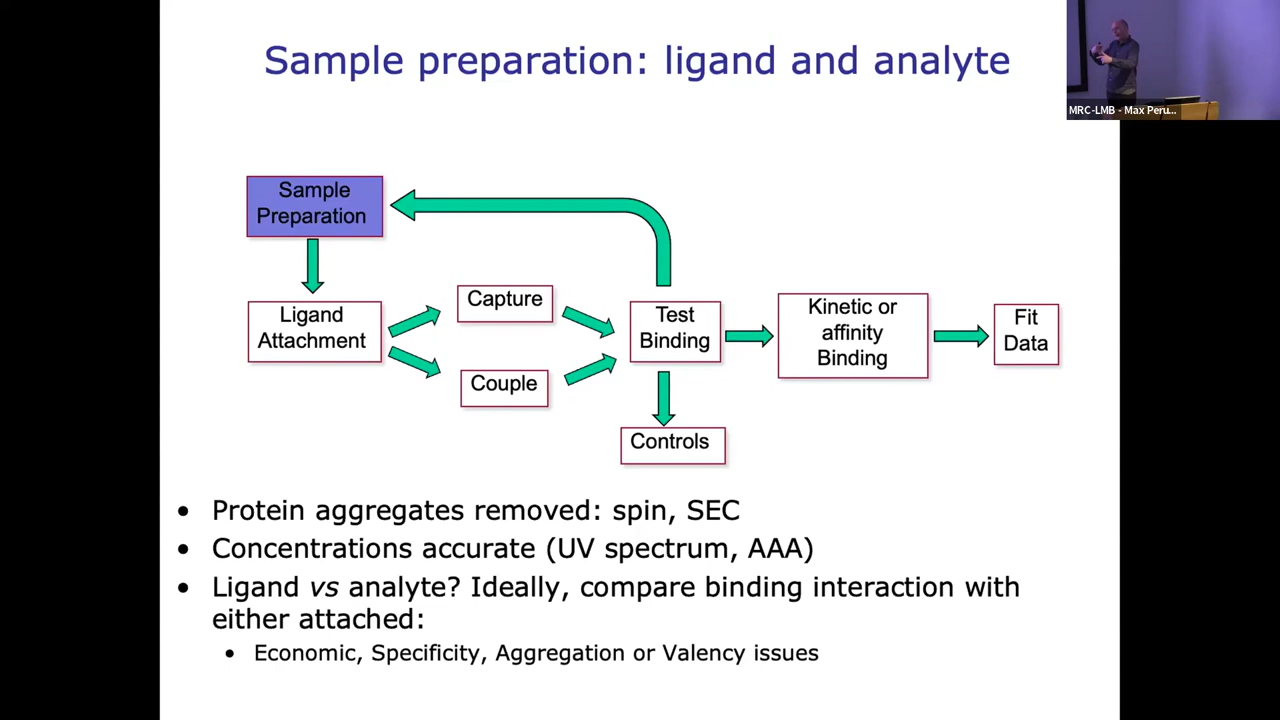 Sample preparation: ligand and analyte
MRC-LMB - Max Peru...
Sample
Preparation
Ligand
Attachment
Capture
Couple
Test
Binding
Controls
Kinetic or
affinity
Binding
Fit
Data
• Protein aggregates removed: spin, SEC
• Concentrations accurate (UV spectrum, AAA)
• Ligand vs analyte? Ideally, compare binding interaction with
either attached:
• Economic, Specificity, Aggregation or Valency issues